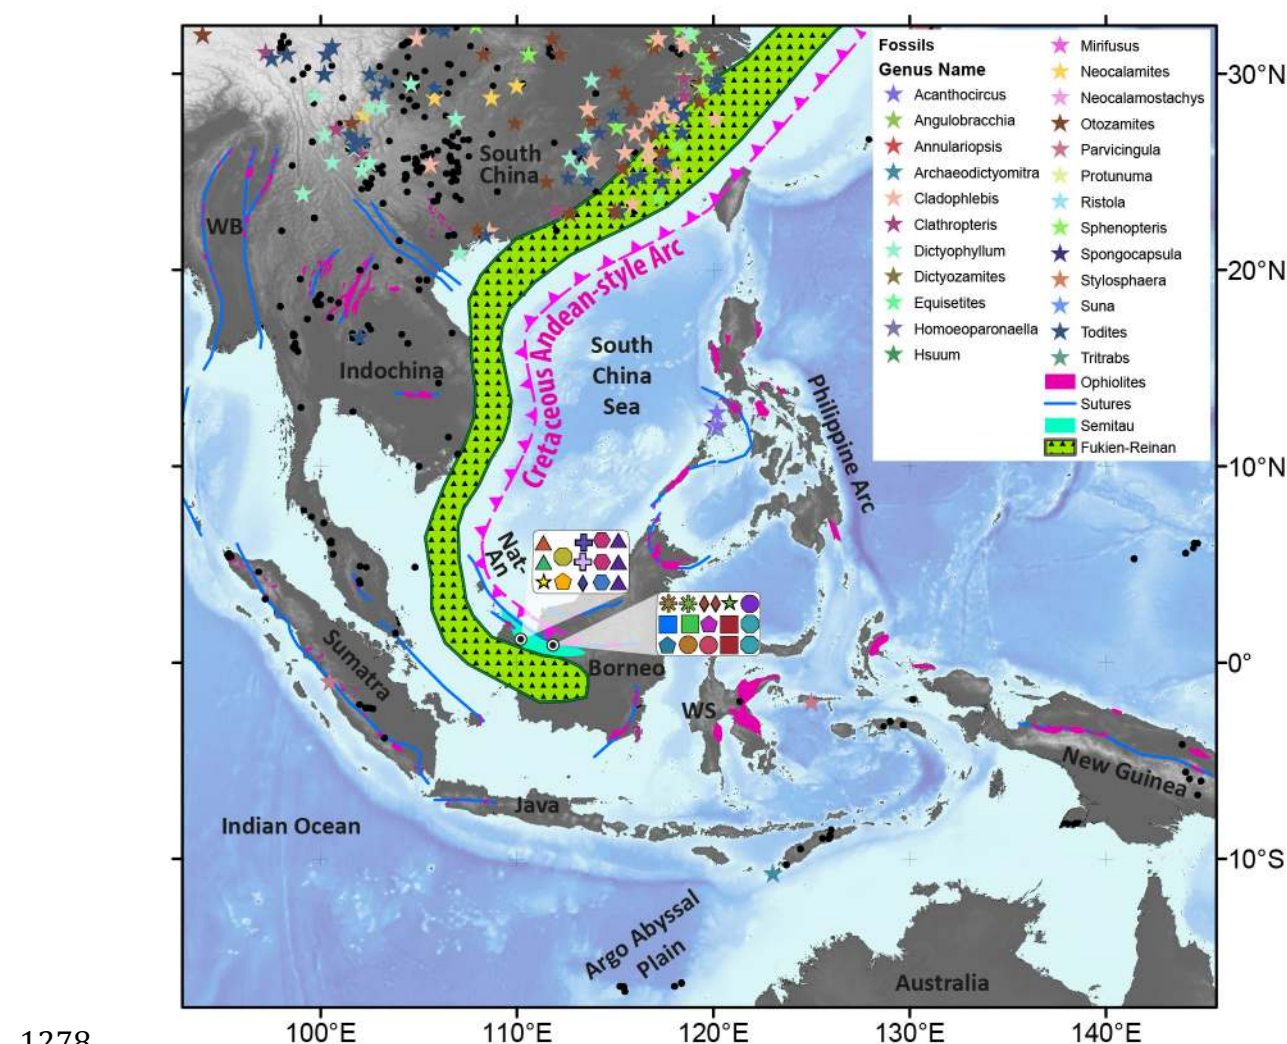 Fossils
Genus Name
Acanthocircus
Angulobracchia
Annulariopsis
Archaeodictyomitra
Cladophlebis
Clathropteris
Dictyophyllum
Dictyozamites
Equisetites
Homoeoparonaella
Hsuum
Mirifusus
Neocalamites
Neocalamostachys
Otozamites
Parvicingula
Protunuma
Ristola
Sphenopteris
Spongocapsula
Stylosphaera
Suna
Todites
Tritrabs
Ophiolites
Sutures
Semitau
Fukien-Reinan
30°N
20°N
10°N
0°
10°S
South
China
WB
Indochina
Cretaceous Andean-style Arc
South
China
Sea
Philippine Arc
Nat-
An
Sumatra
Borneo
WS
New Guinea
Java
Indian Ocean
Argo Abyssal
Plain
Australia
1278
100°E
110°E
120°E
130°E
140°E